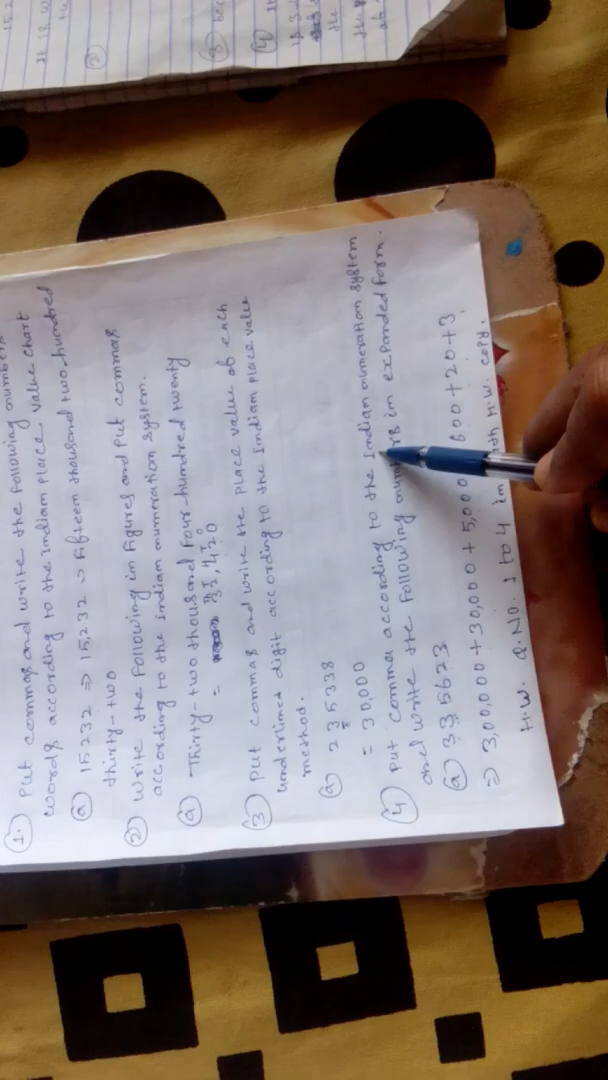 1. Put commas and write the following numbers
words according to the Indian place value chart
(a) 15232 ⇒ 15,232 ⇒ Fifteen thousand two-hundred
thirty-two
(2) Write the following in figures and put commas
according to the Indian numeration system.
(a) Thirty-two thousand four-hundred twenty
= 32,420
(3) Put commas and write the place value of each
underlined digit according to the Indian place value
method.
(a) 235338
= 30,000
(4) Put comma according to the Indian numeration system
and write the following in expanded form.
(a) 335623
⇒ 3,00,000 + 30,000 + 5,000 600 + 20 + 3
H.W. Q.No. 1 to 4 in H.W. copy.